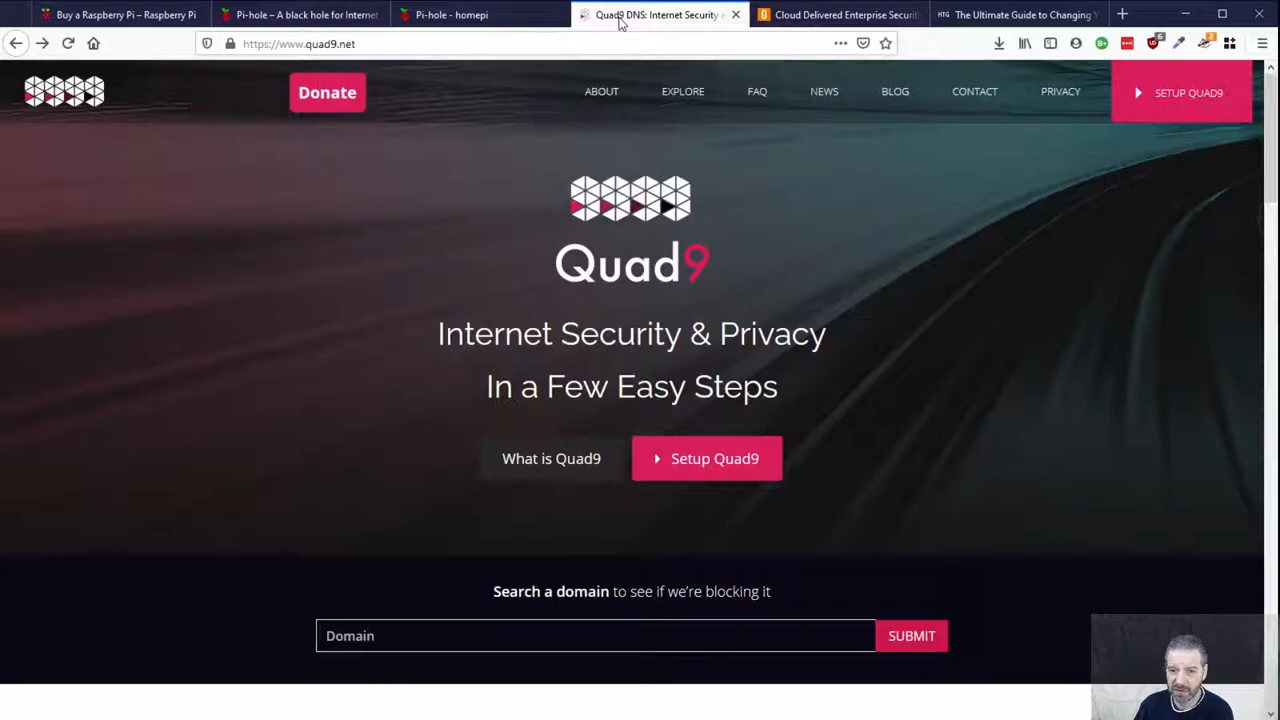 Buy a Raspberry Pi – Raspberry Pi
Pi-hole – A black hole for Internet
Pi-hole - homepi
Quad9 DNS: Internet Security &
Cloud Delivered Enterprise Securit
The Ultimate Guide to Changing Y
https://www.quad9.net
6
2
Donate
ABOUT
EXPLORE
FAQ
NEWS
BLOG
CONTACT
PRIVACY
SETUP QUAD9
Quad9
Internet Security & Privacy
In a Few Easy Steps
What is Quad9
Setup Quad9
Search a domain to see if we're blocking it
Domain
SUBMIT